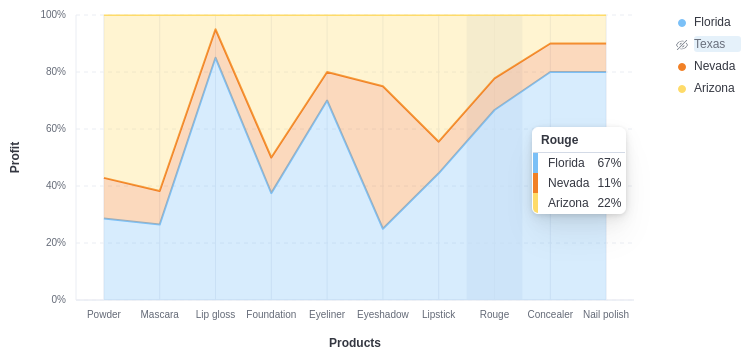 100%
80%
60%
40%
20%
0%
Profit
Powder
Mascara
Lip gloss
Foundation
Eyeliner
Eyeshadow
Lipstick
Rouge
Concealer
Nail polish
Products
Rouge
Florida 67%
Nevada 11%
Arizona 22%
Florida
Texas
Nevada
Arizona